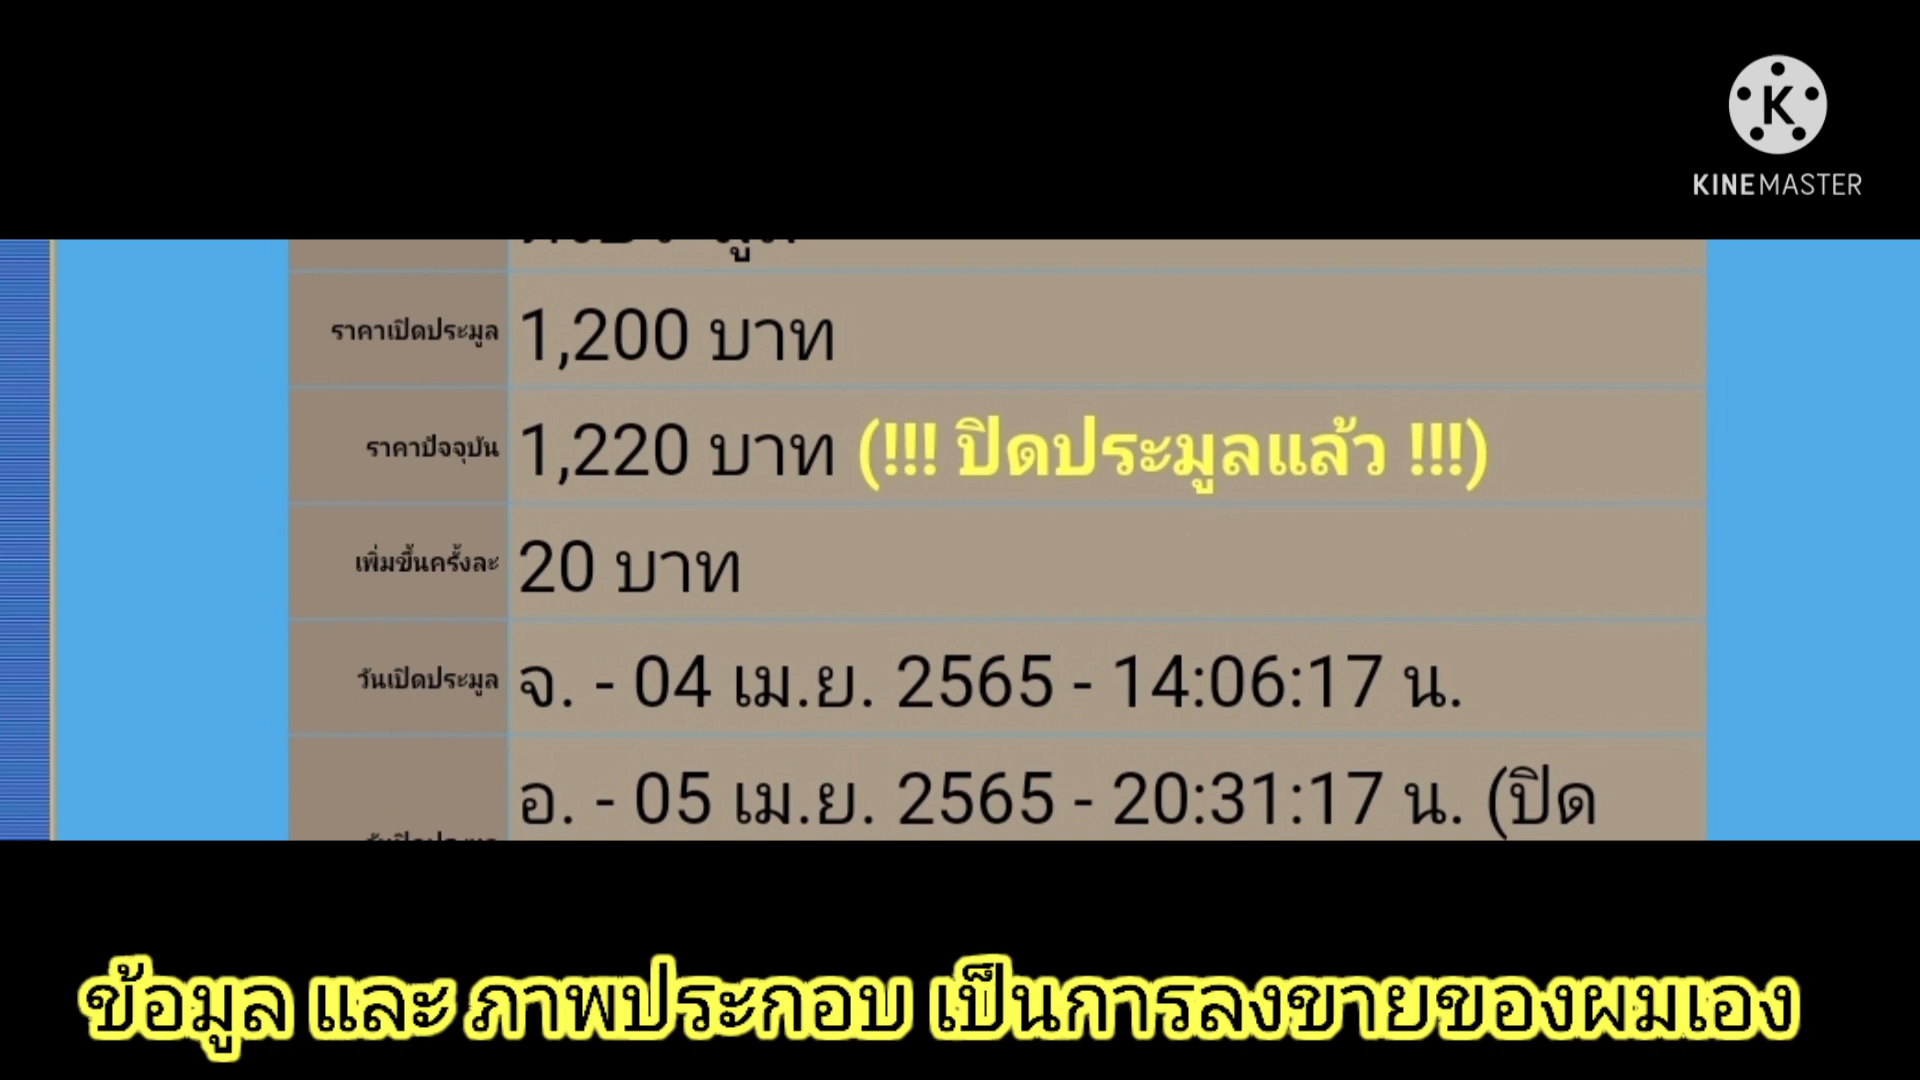 KINEMASTER
ราคาเปิดประมูล 1,200 บาท
ราคาปัจจุบัน 1,220 บาท (!!! ปิดประมูลแล้ว !!!)
เพิ่มขึ้นครั้งละ 20 บาท
วันเปิดประมูล จ. - 04 เม.ย. 2565 - 14:06:17 น.
อ. - 05 เม.ย. 2565 - 20:31:17 น. (ปิด
ข้อมูล และ ภาพประกอบ เป็นการลงขายของผมเอง